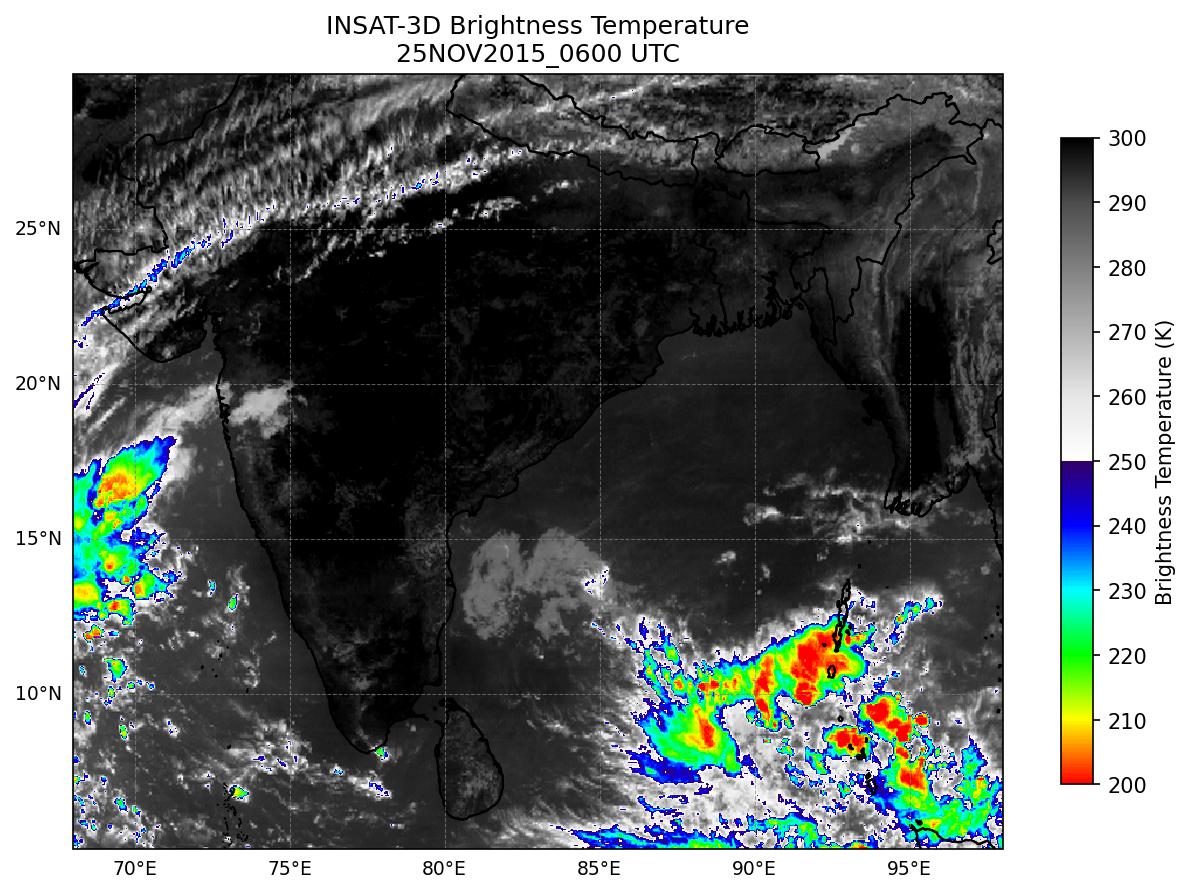 INSAT-3D Brightness Temperature
25NOV2015_0600 UTC
25°N
20°N
15°N
10°N
70°E
75°E
80°E
85°E
90°E
95°E
300
290
280
270
260
250
240
230
220
210
200
Brightness Temperature (K)